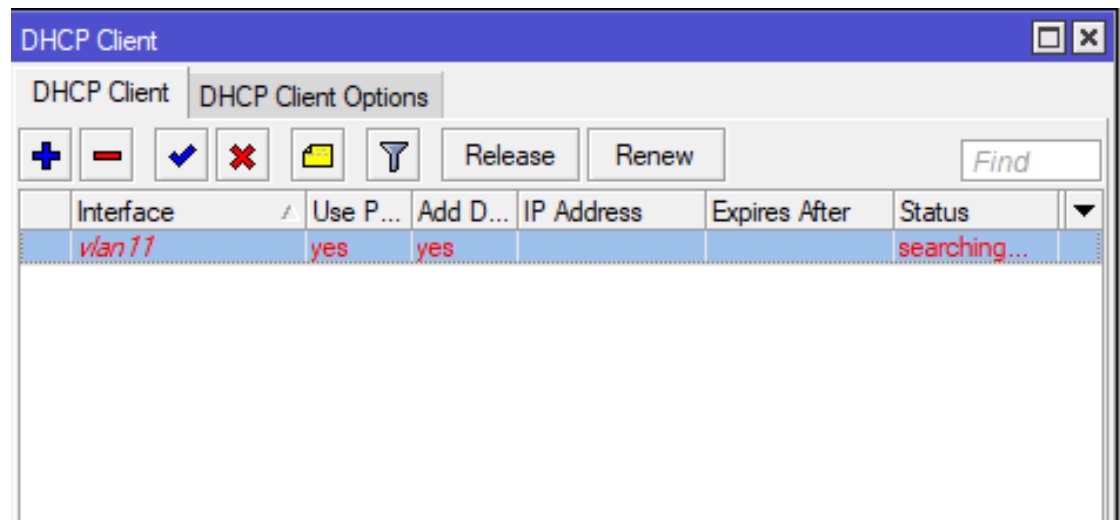 DHCP Client
DHCP Client DHCP Client Options
Release Renew Find
Interface Use P... Add D... IP Address Expires After Status
vlan11 yes yes searching...